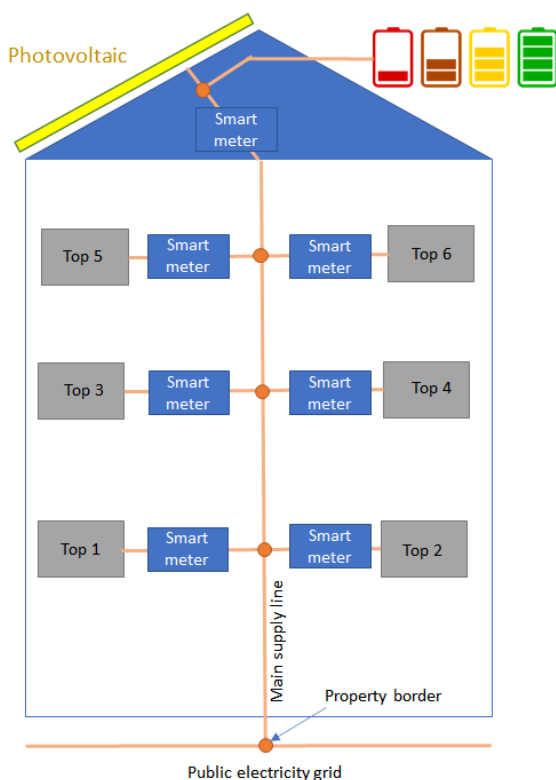 Photovoltaic
Smart
meter
Top 5
Smart
meter
Smart
meter
Top 6
Top 3
Smart
meter
Smart
meter
Top 4
Top 1
Smart
meter
Smart
meter
Top 2
Main supply line
Property border
Public electricity grid